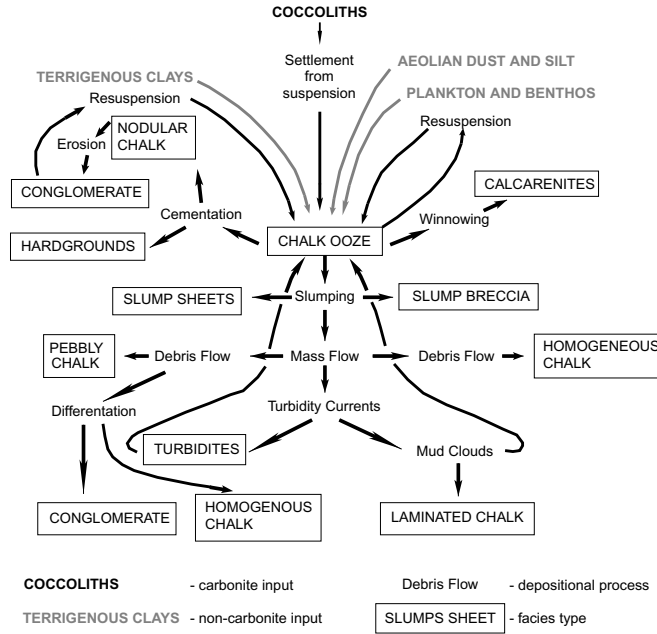 COCCOLITHS
Settlement
from
suspension
TERRIGENOUS CLAYS
AEOLIAN DUST AND SILT
PLANKTON AND BENTHOS
Resuspension
Resuspension
NODULAR
CHALK
Erosion
CONGLOMERATE
CALCARENITES
Cementation
Winnowing
HARDGROUNDS
CHALK OOZE
SLUMP SHEETS
Slumping
SLUMP BRECCIA
PEBBLY
CHALK
Debris Flow
Mass Flow
Debris Flow
HOMOGENEOUS
CHALK
Differentation
Turbidity Currents
TURBIDITES
Mud Clouds
CONGLOMERATE
HOMOGENOUS
CHALK
LAMINATED CHALK
COCCOLITHS - carbonite input
Debris Flow - depositional process
TERRIGENOUS CLAYS - non-carbonite input
SLUMPS SHEET - facies type